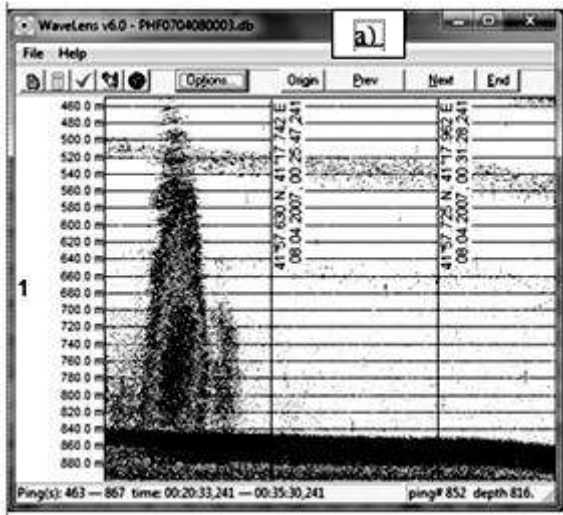 WaveLens v6.0 - PHF0704080003.db
a)
File Help
Options... Origin Prev Next End
460.0 m
500.0 m
520.0 m
540.0 m
560.0 m
580.0 m
600.0 m
620.0 m
640.0 m
660.0 m
680.0 m
700.0 m
720.0 m
740.0 m
760.0 m
780.0 m
800.0 m
820.0 m
840.0 m
860.0 m
880.0 m
1
41°57,630 N, 41°17,742 E
08.04.2007, 00:25:47,241
41°57,725 N, 41°17,962 E
08.04.2007, 00:31:28,241
Ping(s): 463 — 867 time: 00:20:33,241 — 00:35:30,241
ping# 852 depth 816.